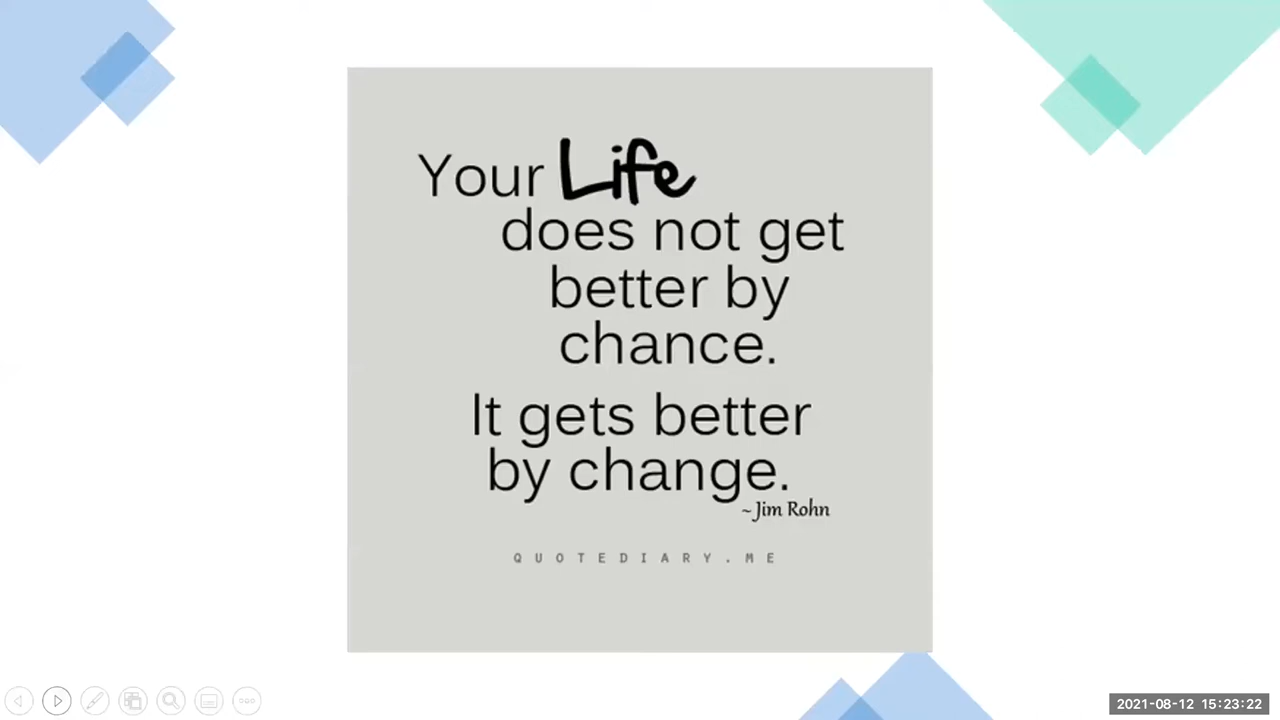 Your Life
does not get
better by
chance.
It gets better
by change.
~ Jim Rohn
QUOTEDIARY.ME
2021-08-12 15:23:22